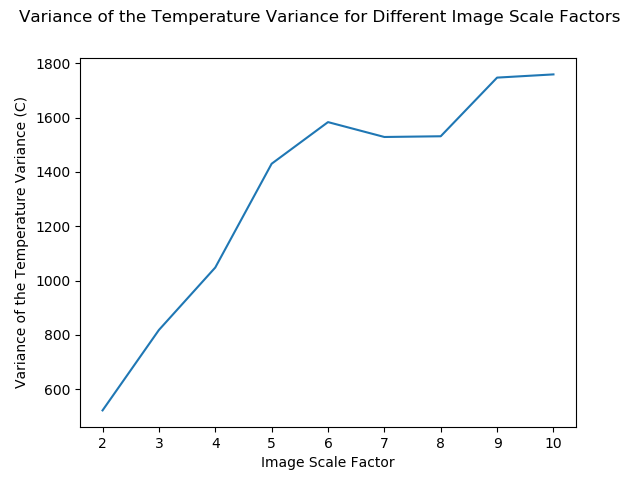 Variance of the Temperature Variance for Different Image Scale Factors
Variance of the Temperature Variance (C)
1800
1600
1400
1200
1000
800
600
2 3 4 5 6 7 8 9 10
Image Scale Factor